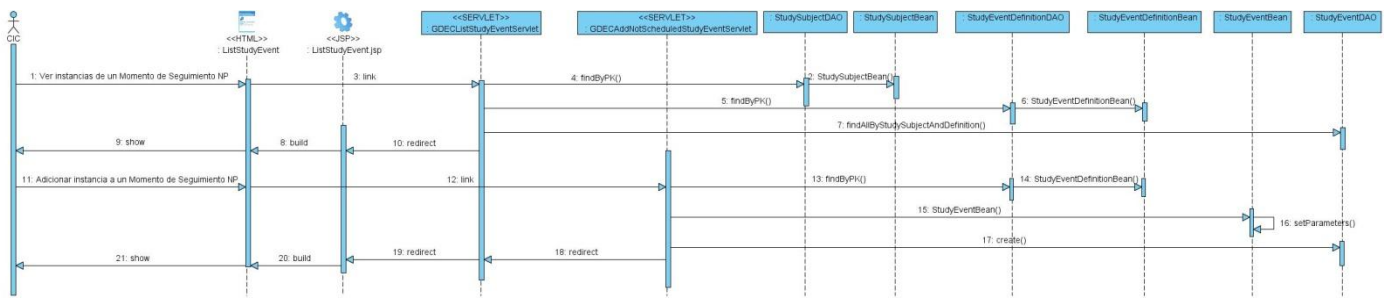 <<SERVLET>>
: GDECListStudyEventServlet
<<SERVLET>>
: GDECAddNotScheduledStudyEventServlet
: StudySubjectDAO
: StudySubjectBean
: StudyEventDefinitionDAO
: StudyEventDefinitionBean
: StudyEventBean
: StudyEventDAO
CIC
<<HTML>>
: ListStudyEvent
<<JSP>>
: ListStudyEvent.jsp
1: Ver instancias de un Momento de Seguimiento NP
3: link
4: findByPK()
2: StudySubjectBean()
5: findByPK()
6: StudyEventDefinitionBean()
7: findAllByStudySubjectAndDefinition()
9: show
8: build
10: redirect
11: Adicionar instancia a un Momento de Seguimiento NP
12: link
13: findByPK()
14: StudyEventDefinitionBean()
15: StudyEventBean()
16: setParameters()
17: create()
21: show
20: build
19: redirect
18: redirect